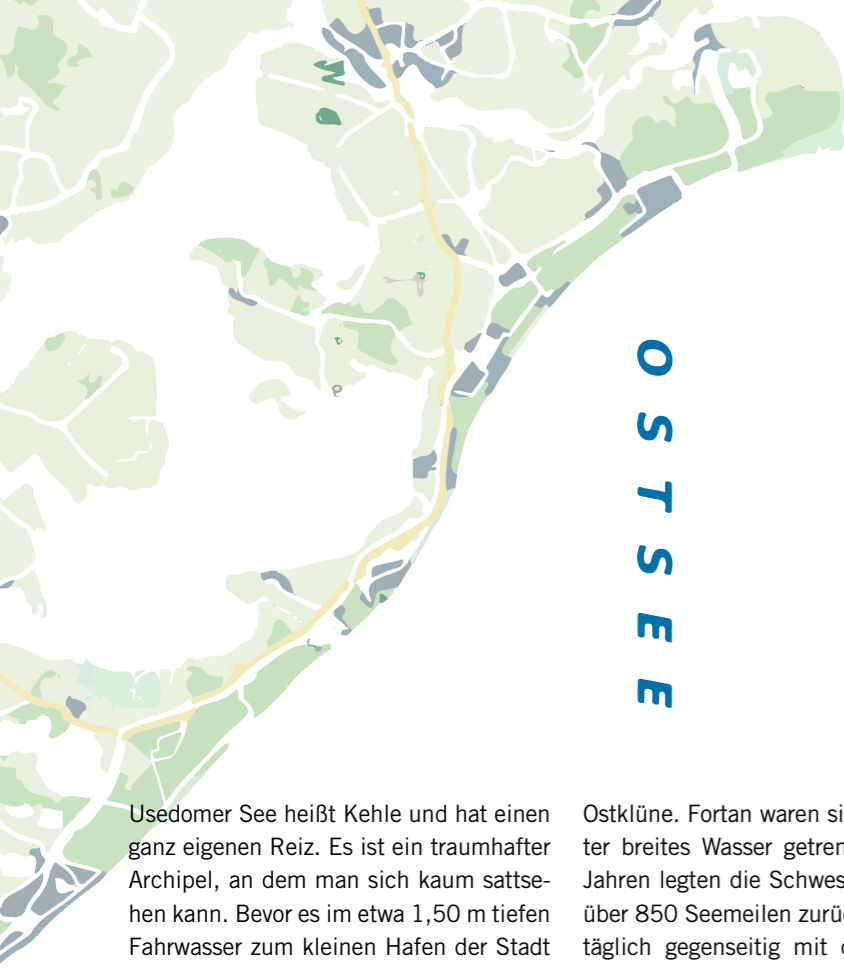 OSTSEE
Usedomer See heißt Kehle und hat einen
ganz eigenen Reiz. Es ist ein traumhafter
Archipel, an dem man sich kaum sattse-
hen kann. Bevor es im etwa 1,50 m tiefen
Fahrwasser zum kleinen Hafen der Stadt
Ostklüne. Fortan waren si
ter breites Wasser getren
Jahren legten die Schwes
über 850 Seemeilen zurüc
täglich gegenseitig mit